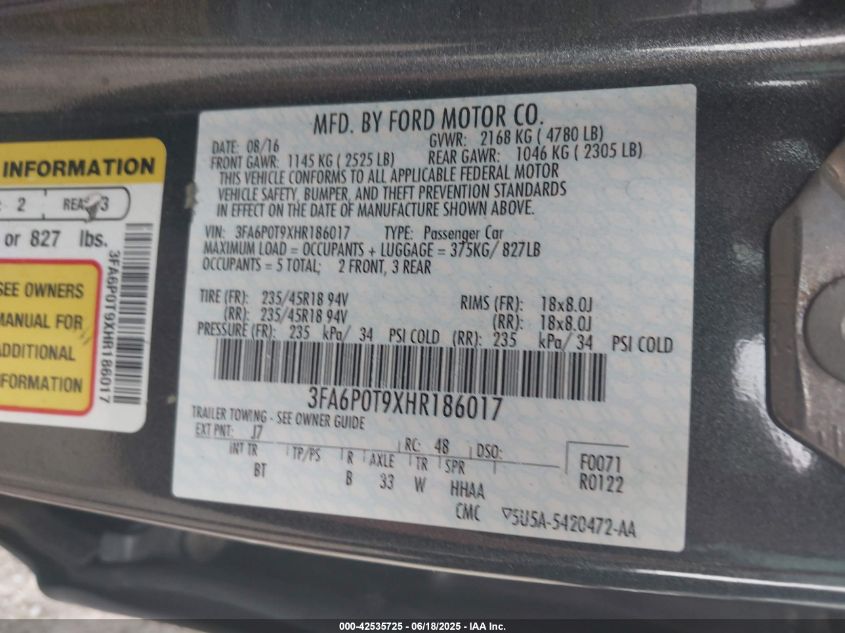 MFD. BY FORD MOTOR CO.
DATE: 08/16 GVWR: 2168 KG ( 4780 LB)
FRONT GAWR: 1145 KG ( 2525 LB) REAR GAWR: 1046 KG ( 2305 LB)
THIS VEHICLE CONFORMS TO ALL APPLICABLE FEDERAL MOTOR
VEHICLE SAFETY, BUMPER, AND THEFT PREVENTION STANDARDS
IN EFFECT ON THE DATE OF MANUFACTURE SHOWN ABOVE.
VIN: 3FA6P0T9XHR186017 TYPE: Passenger Car
MAXIMUM LOAD = OCCUPANTS + LUGGAGE = 375KG/ 827LB
OCCUPANTS = 5 TOTAL; 2 FRONT, 3 REAR
TIRE (FR): 235/45R18 94V RIMS (FR): 18x8.0J
(RR): 235/45R18 94V (RR): 18x8.0J
PRESSURE (FR): 235 kPa/ 34 PSI COLD (RR): 235 kPa/ 34 PSI COLD
3FA6P0T9XHR186017
TRAILER TOWING - SEE OWNER GUIDE
EXT PNT: J7 RC: 48 DSO:
INT TR TP/PS R AXLE TR SPR F0071
BT B 33 W HHAA R0122
CMC 5U5A-5420472-AA
INFORMATION
: 2 REAR 3
or 827 lbs.
SEE OWNERS
MANUAL FOR
ADDITIONAL
INFORMATION
3FA6P0T9XHR186017
000-42535725 - 06/18/2025 - IAA Inc.